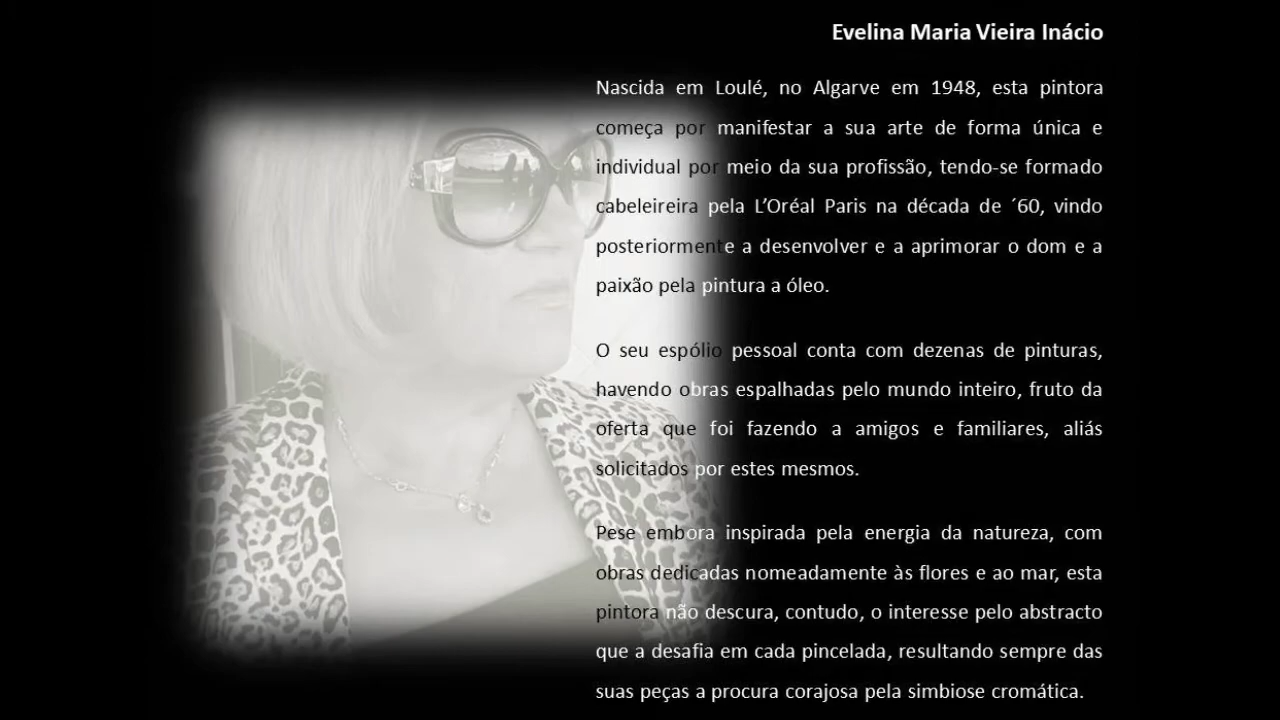 Evelina Maria Vieira Inácio
Nascida em Loulé, no Algarve em 1948, esta pintora
começa por manifestar a sua arte de forma única e
individual por meio da sua profissão, tendo-se formado
cabeleireira pela L’Oréal Paris na década de ´60, vindo
posteriormente a desenvolver e a aprimorar o dom e a
paixão pela pintura a óleo.
O seu espólio pessoal conta com dezenas de pinturas,
havendo obras espalhadas pelo mundo inteiro, fruto da
oferta que foi fazendo a amigos e familiares, aliás
solicitados por estes mesmos.
Pese embora inspirada pela energia da natureza, com
obras dedicadas nomeadamente às flores e ao mar, esta
pintora não descura, contudo, o interesse pelo abstracto
que a desafia em cada pincelada, resultando sempre das
suas peças a procura corajosa pela simbiose cromática.